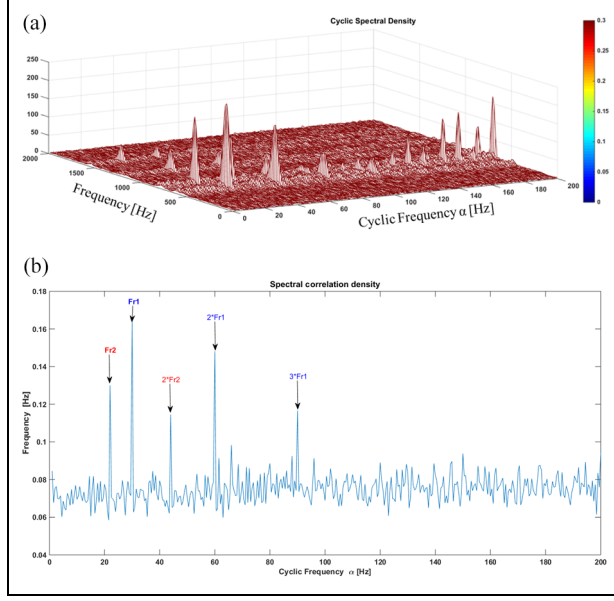 (a)
Cyclic Spectral Density
250
200
150
100
50
0
2000
1500
1000
500
0
Frequency [Hz]
0
20
40
60
80
100
120
140
160
180
200
Cyclic Frequency α [Hz]
0.3
0.25
0.2
0.15
0.1
0.05
0
(b)
Spectral correlation density
0.18
0.16
0.14
0.12
0.1
0.08
0.06
0.04
Frequency [Hz]
Fr1
2*Fr1
Fr2
2*Fr2
3*Fr1
0 20 40 60 80 100 120 140 160 180 200
Cyclic Frequency α [Hz]